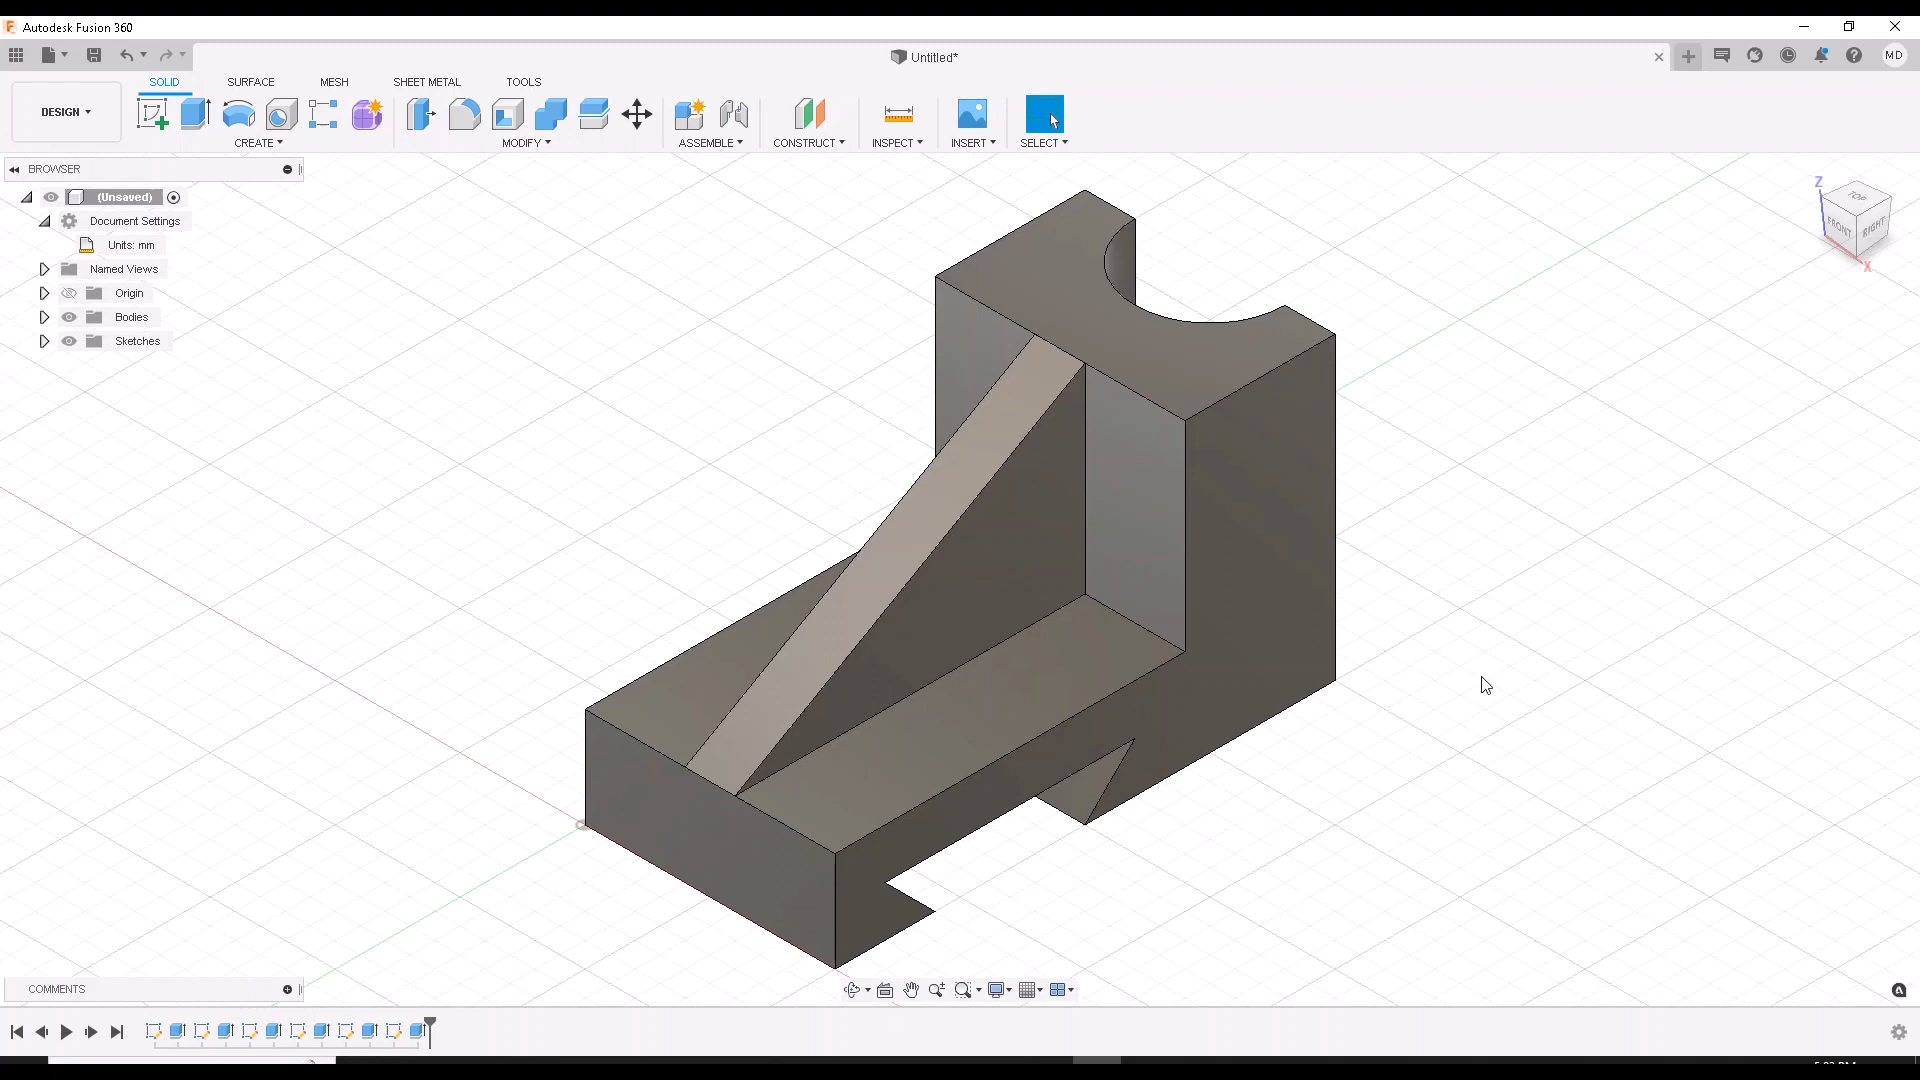 Autodesk Fusion 360
Untitled*
MD
SOLID SURFACE MESH SHEET METAL TOOLS
DESIGN
CREATE MODIFY ASSEMBLE CONSTRUCT INSPECT INSERT SELECT
BROWSER
(Unsaved)
Document Settings
Units: mm
Named Views
Origin
Bodies
Sketches
Z
TOP
FRONT RIGHT
X
COMMENTS